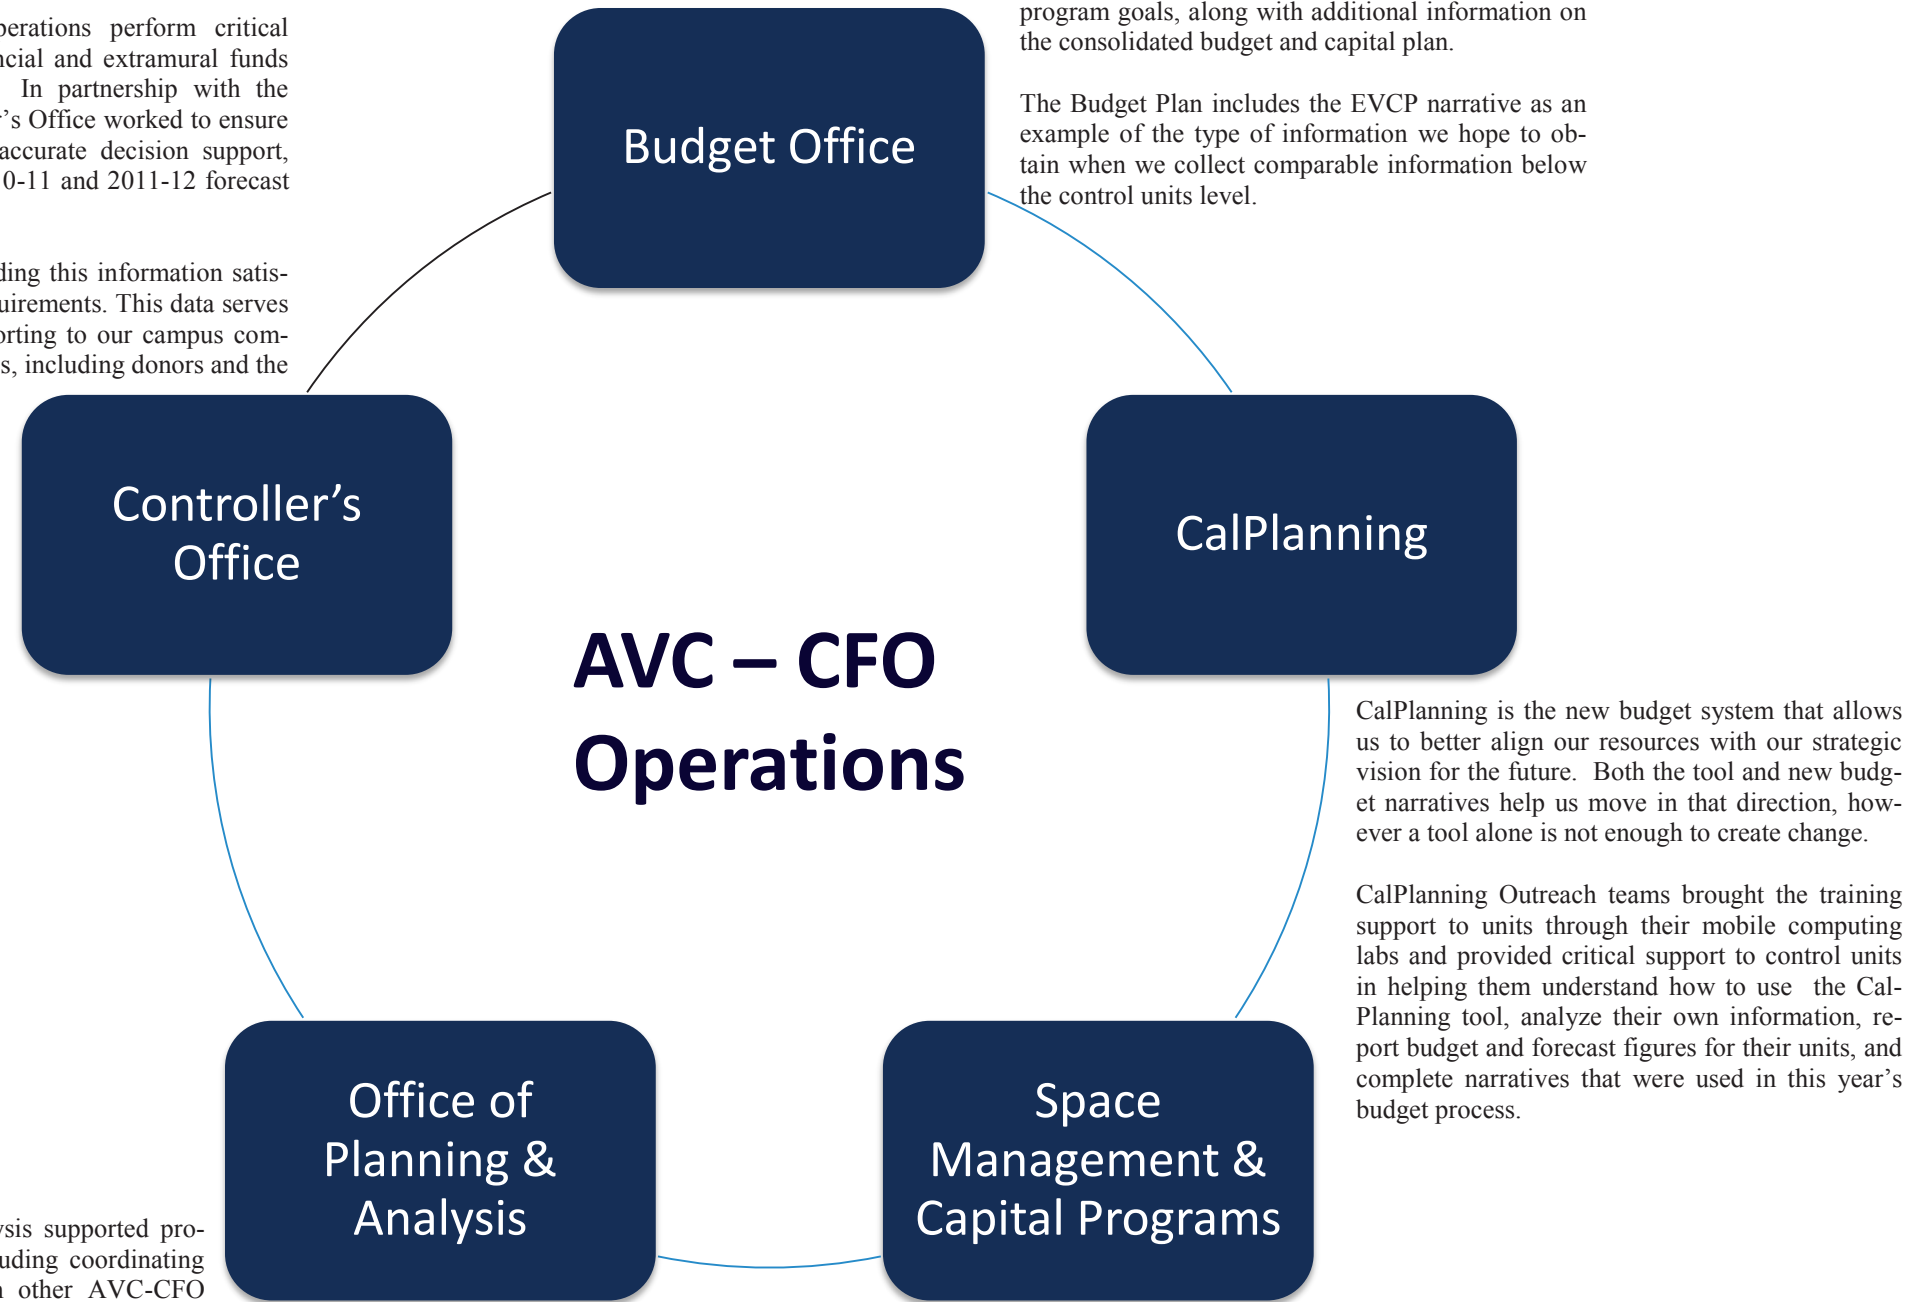 perations perform critical
ncial and extramural funds
In partnership with the
r’s Office worked to ensure
accurate decision support,
0-11 and 2011-12 forecast
ding this information satis-
uirements. This data serves
orting to our campus com-
s, including donors and the
program goals, along with additional information on
the consolidated budget and capital plan.
The Budget Plan includes the EVCP narrative as an
example of the type of information we hope to ob-
tain when we collect comparable information below
the control units level.
Budget Office
Controller’s
Office
CalPlanning
AVC – CFO
Operations
CalPlanning is the new budget system that allows
us to better align our resources with our strategic
vision for the future. Both the tool and new budg-
et narratives help us move in that direction, how-
ever a tool alone is not enough to create change.
CalPlanning Outreach teams brought the training
support to units through their mobile computing
labs and provided critical support to control units
in helping them understand how to use the Cal-
Planning tool, analyze their own information, re-
port budget and forecast figures for their units, and
complete narratives that were used in this year’s
budget process.
Office of
Planning &
Analysis
Space
Management &
Capital Programs
ysis supported pro-
uding coordinating
other AVC-CFO